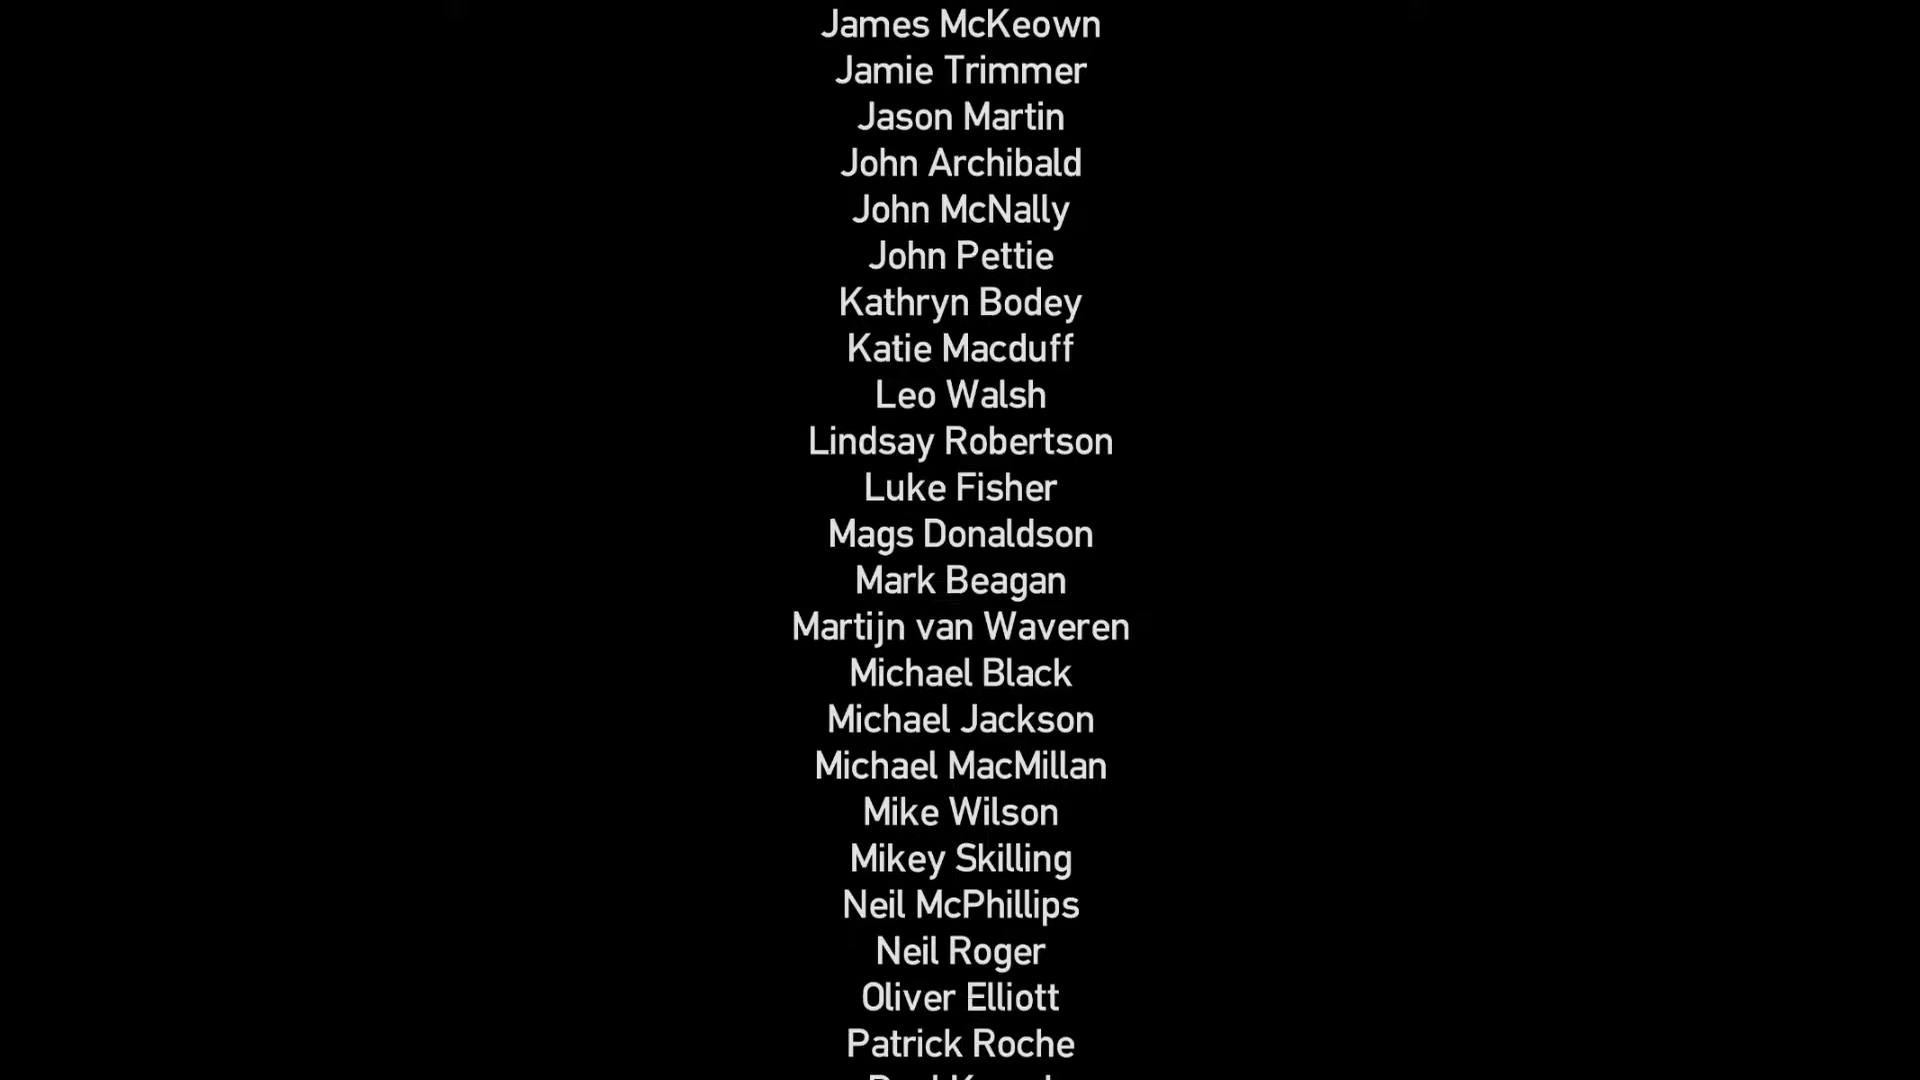 James McKeown
Jamie Trimmer
Jason Martin
John Archibald
John McNally
John Pettie
Kathryn Bodey
Katie Macduff
Leo Walsh
Lindsay Robertson
Luke Fisher
Mags Donaldson
Mark Beagan
Martijn van Waveren
Michael Black
Michael Jackson
Michael MacMillan
Mike Wilson
Mikey Skilling
Neil McPhillips
Neil Roger
Oliver Elliott
Patrick Roche